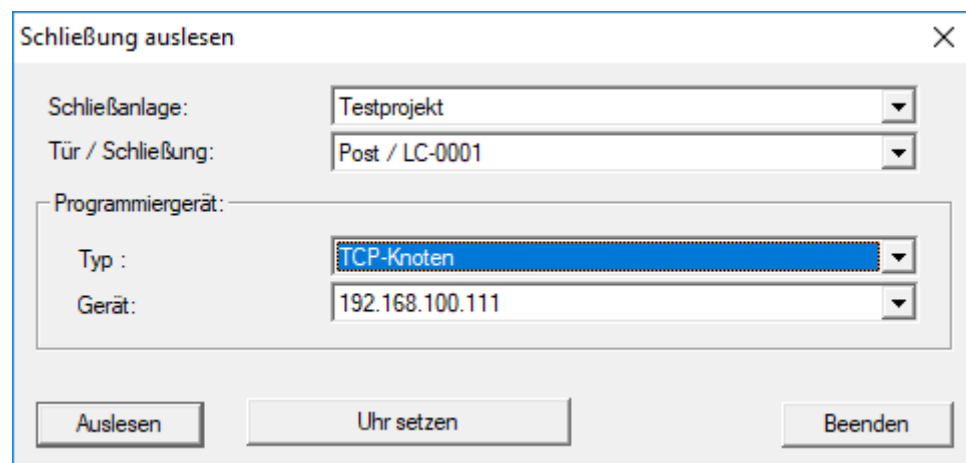 Schließung auslesen
Schließanlage: Testprojekt
Tür / Schließung: Post / LC-0001
Programmiergerät:
Typ : TCP-Knoten
Gerät: 192.168.100.111
Auslesen Uhr setzen Beenden